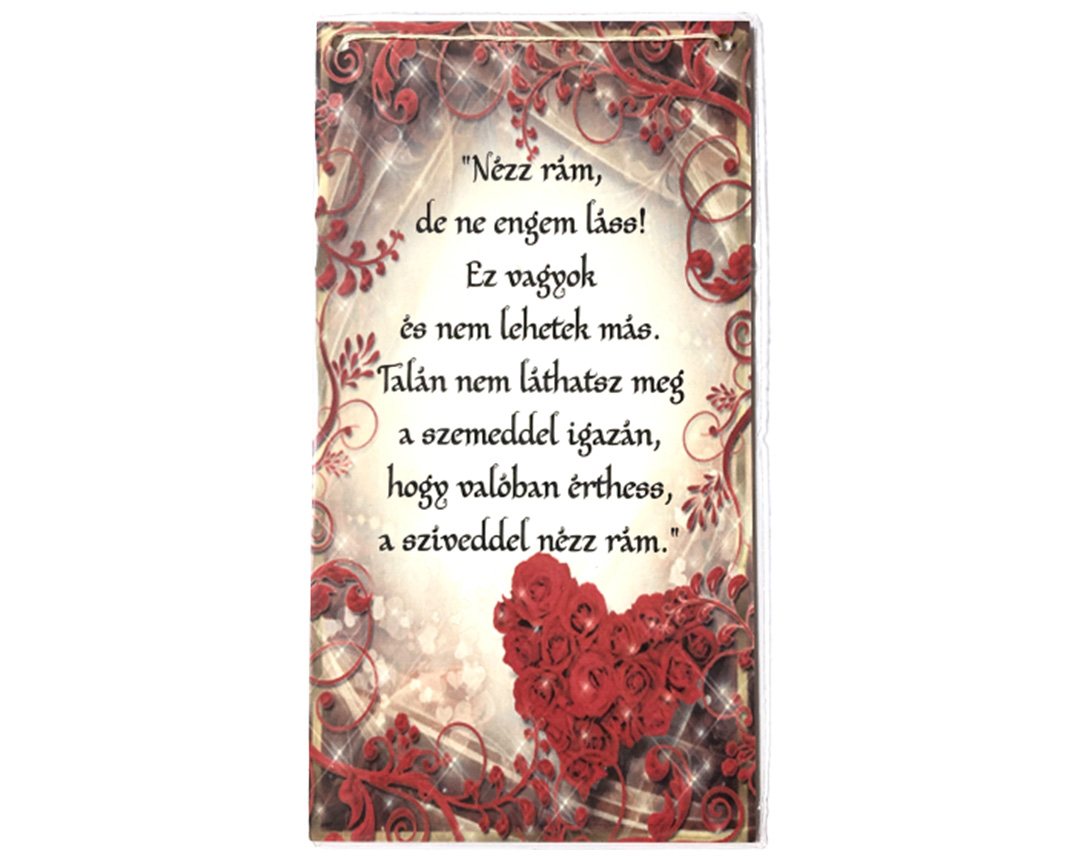 "Nézz rám,
de ne engem láss!
Ez vagyok
és nem lehetek más.
Talán nem láthatsz meg
a szemeddel igazán,
hogy valóban érthess,
a szíveddel nézz rám."